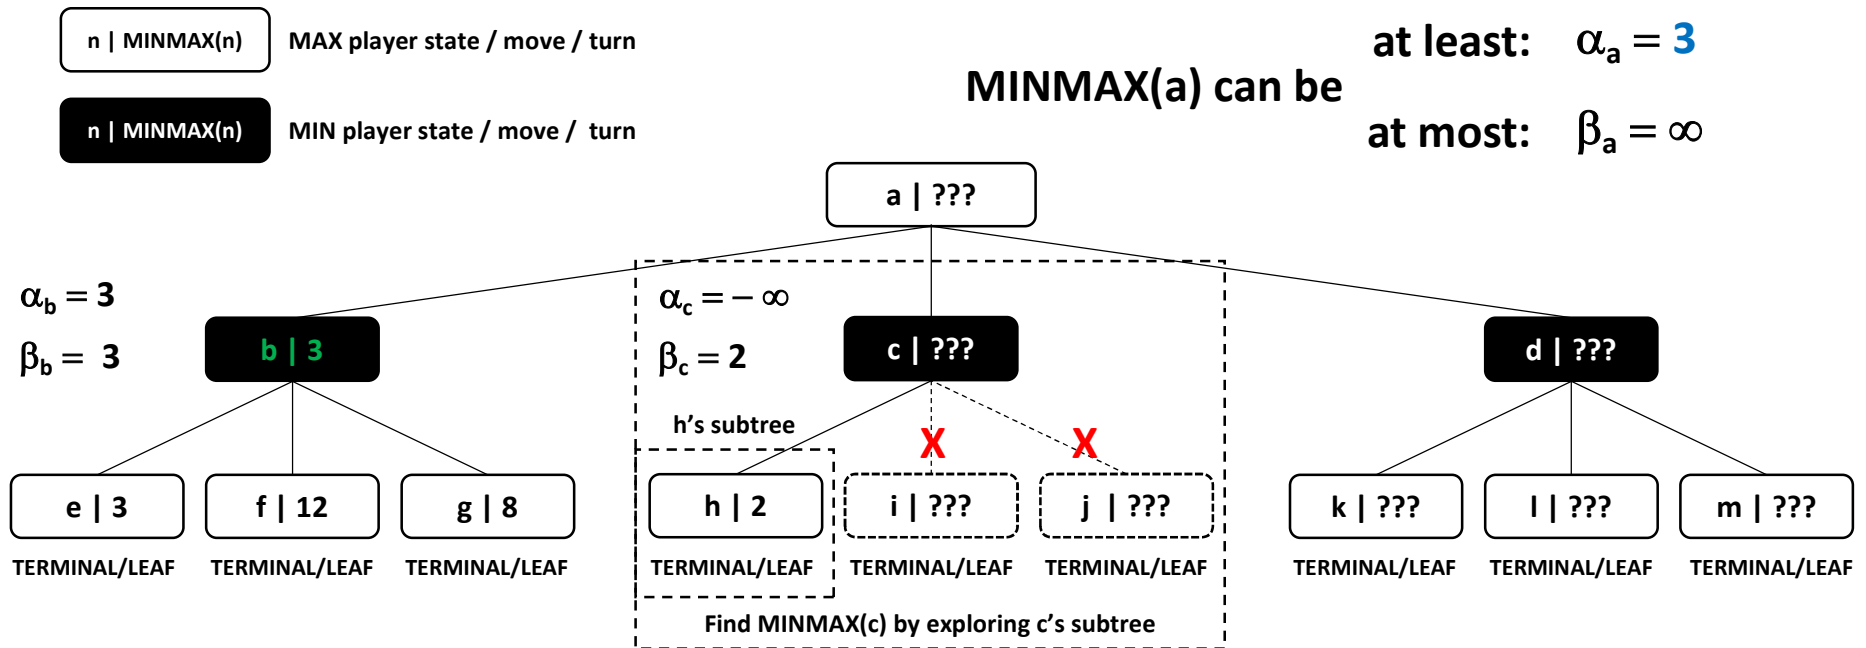 n | MINMAX(n) MAX player state / move / turn
at least: αa = 3
MINMAX(a) can be
n | MINMAX(n) MIN player state / move / turn
at most: βa = ∞
a | ???
αb = 3
αc = − ∞
βb = 3
b | 3
βc = 2
c | ???
d | ???
h's subtree
X X
e | 3 f | 12 g | 8 h | 2 i | ??? j | ??? k | ??? l | ??? m | ???
TERMINAL/LEAF TERMINAL/LEAF TERMINAL/LEAF TERMINAL/LEAF TERMINAL/LEAF TERMINAL/LEAF TERMINAL/LEAF TERMINAL/LEAF TERMINAL/LEAF
Find MINMAX(c) by exploring c's subtree